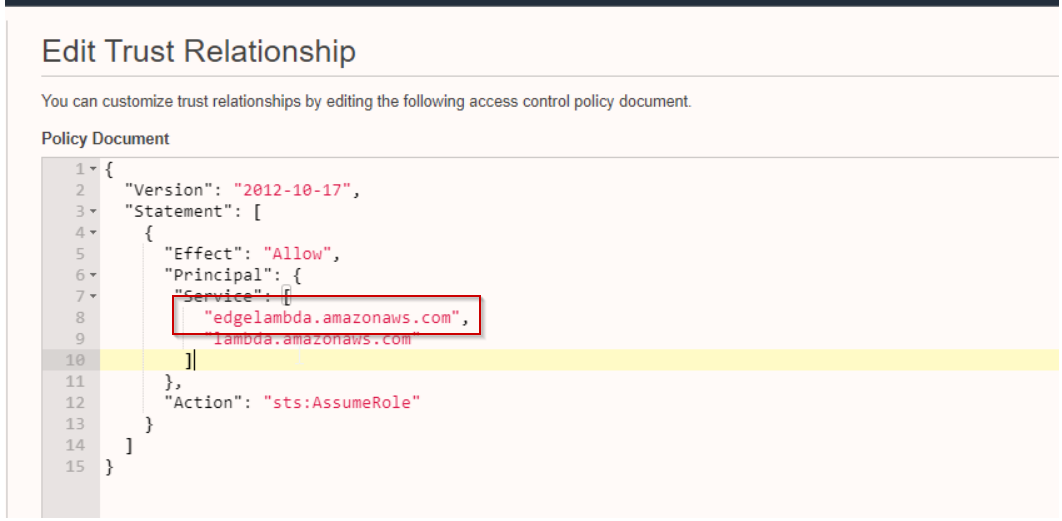 Edit Trust Relationship
You can customize trust relationships by editing the following access control policy document.
Policy Document
1 {
2 "Version": "2012-10-17",
3 "Statement": [
4 {
5 "Effect": "Allow",
6 "Principal": {
7 "Service": [
8 "edgelambda.amazonaws.com",
9 "lambda.amazonaws.com"
10 ]
11 },
12 "Action": "sts:AssumeRole"
13 }
14 ]
15 }